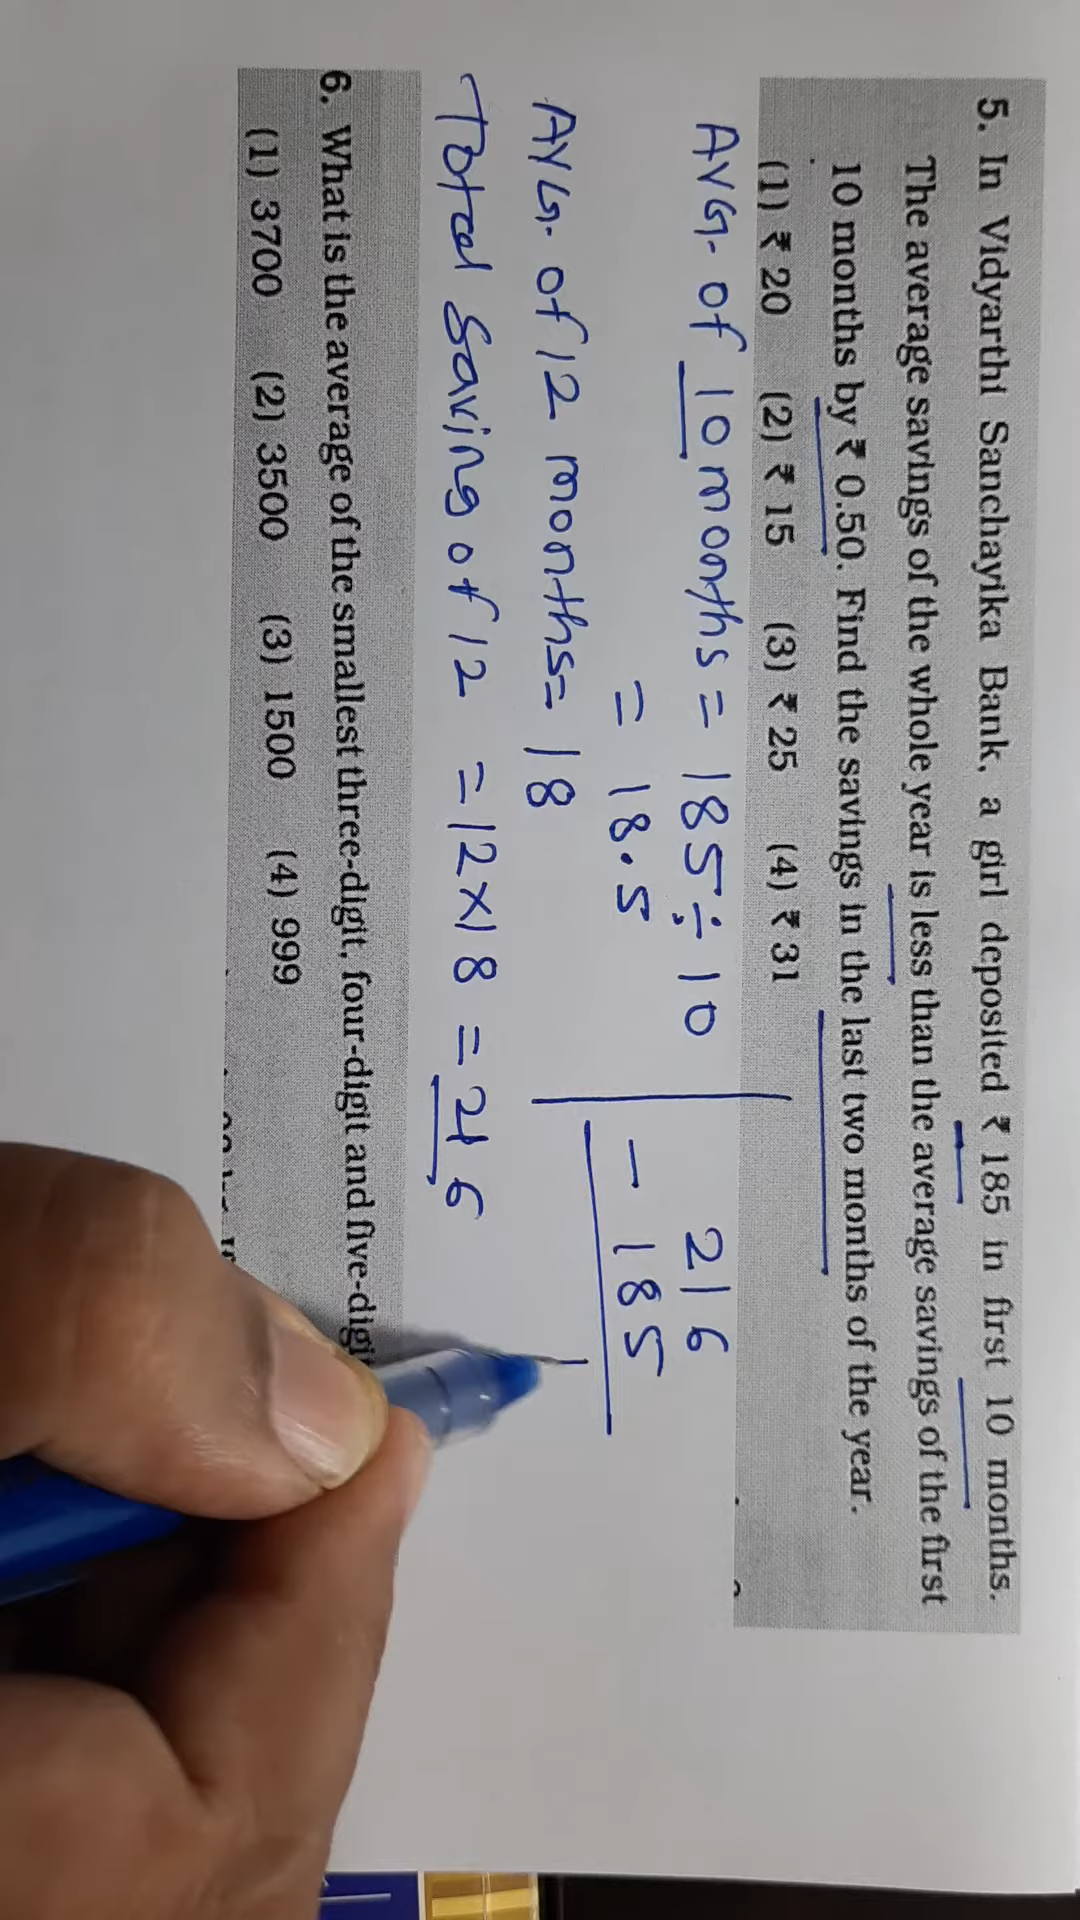 5. In Vidyarthi Sanchayika Bank, a girl deposited ₹ 185 in first 10 months.
The average savings of the whole year is less than the average savings of the first
10 months by ₹ 0.50. Find the savings in the last two months of the year.
(1) ₹ 20 (2) ₹ 15 (3) ₹ 25 (4) ₹ 31
AVG. of 10 months = 185 ÷ 10
= 18.5
AVG. of 12 months = 18
Total Saving of 12 = 12 × 18 = 216
216
- 185
1
6. What is the average of the smallest three-digit, four-digit and
(1) 3700 (2) 3500 (3) 1500 (4) 999